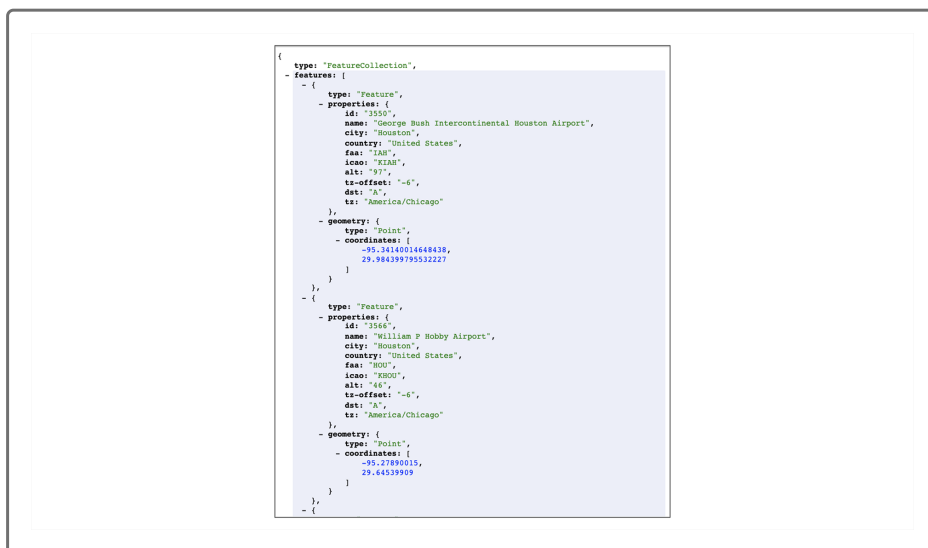 {
type: "FeatureCollection",
- features: [
- {
type: "Feature",
- properties: {
id: "3550",
name: "George Bush Intercontinental Houston Airport",
city: "Houston",
country: "United States",
faa: "IAH",
icao: "KIAH",
alt: "97",
tz-offset: "-6",
dst: "A",
tz: "America/Chicago"
},
- geometry: {
type: "Point",
- coordinates: [
-95.34140014648438,
29.984399795532227
]
}
},
- {
type: "Feature",
- properties: {
id: "3566",
name: "William P Hobby Airport",
city: "Houston",
country: "United States",
faa: "HOU",
icao: "KHOU",
alt: "46",
tz-offset: "-6",
dst: "A",
tz: "America/Chicago"
},
- geometry: {
type: "Point",
- coordinates: [
-95.27890015,
29.64539909
]
}
},
- {